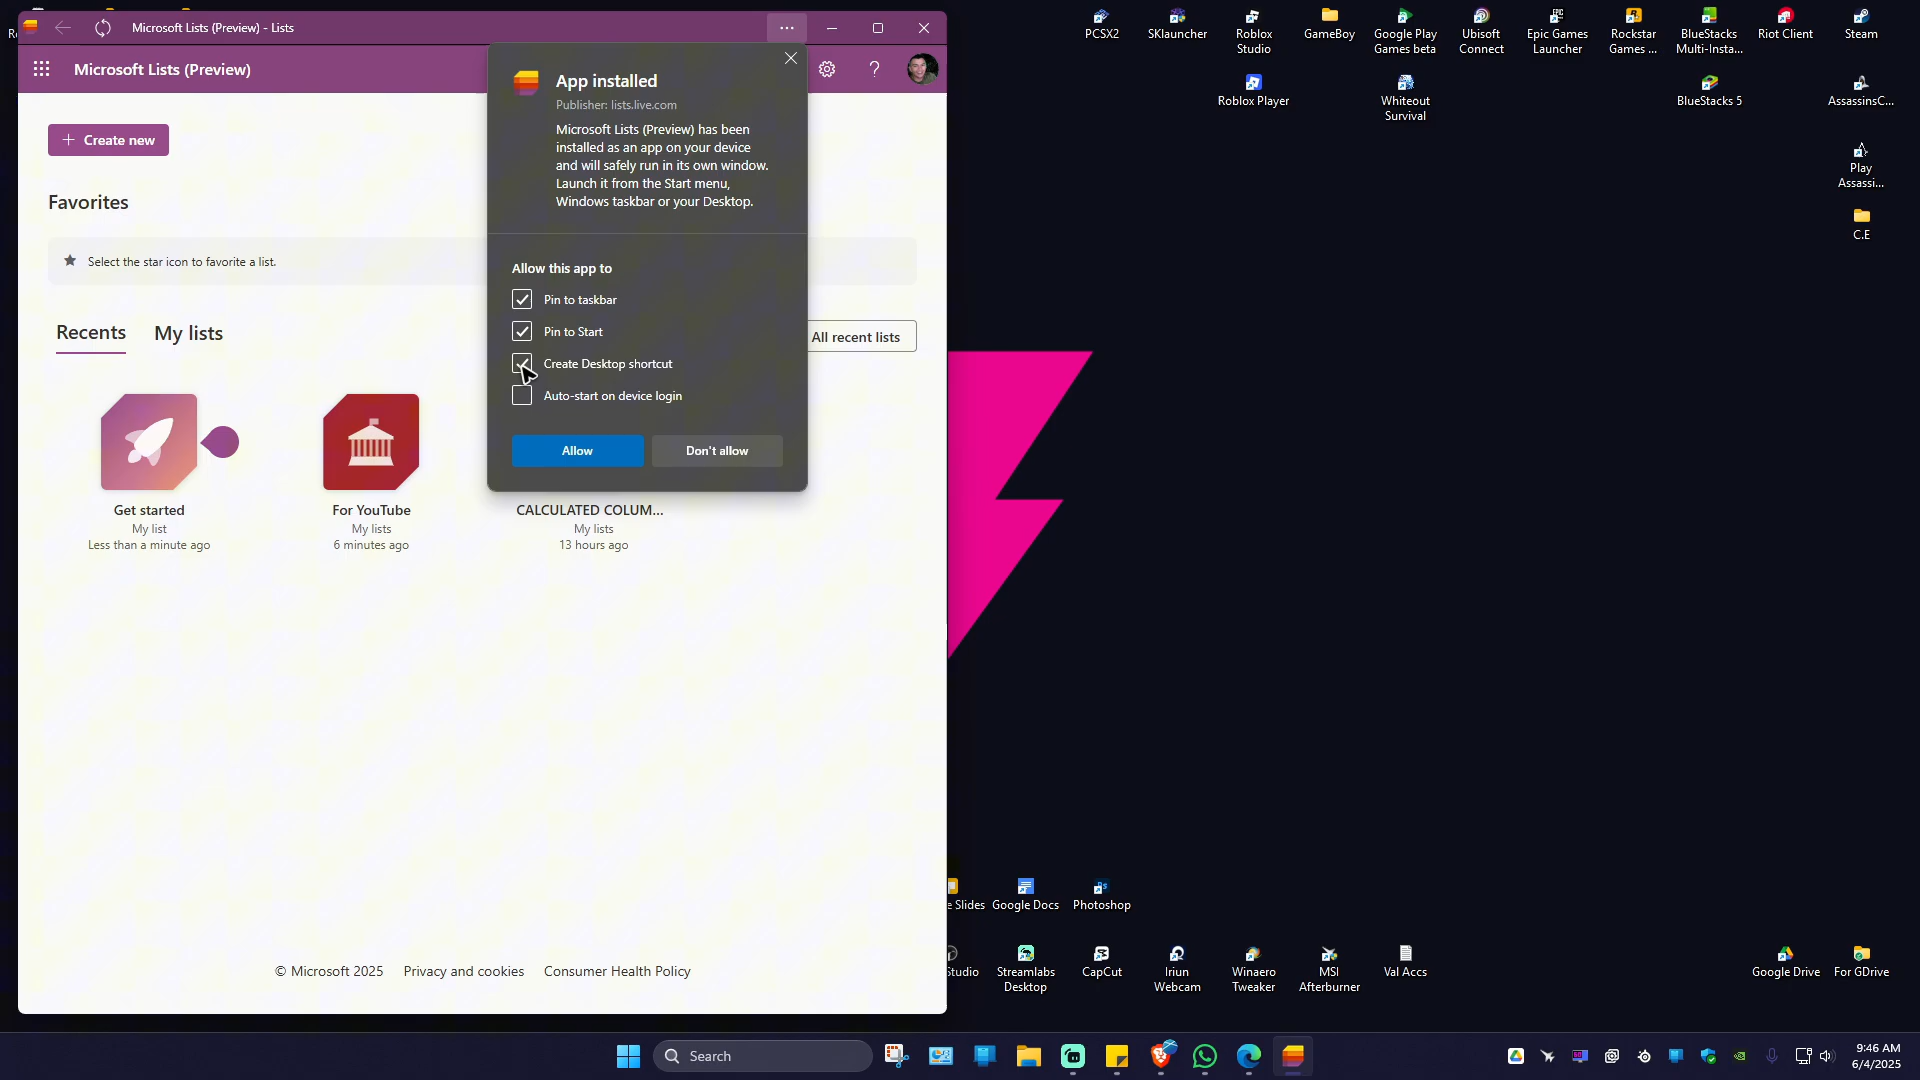 Microsoft Lists (Preview) - Lists
Microsoft Lists (Preview)
?
Create new
Favorites
Select the star icon to favorite a list.
Recents
My lists
All recent lists
Get started
My list
Less than a minute ago
For YouTube
My lists
6 minutes ago
CALCULATED COLUM...
My lists
13 hours ago
© Microsoft 2025
Privacy and cookies
Consumer Health Policy
App installed
Publisher: lists.live.com
Microsoft Lists (Preview) has been
installed as an app on your device
and will safely run in its own window.
Launch it from the Start menu,
Windows taskbar or your Desktop.
Allow this app to
Pin to taskbar
Pin to Start
Create Desktop shortcut
Auto-start on device login
Allow
Don't allow
PCSX2
SKlauncher
Roblox
Studio
GameBoy
Google Play
Games beta
Ubisoft
Connect
Epic Games
Launcher
Rockstar
Games ...
BlueStacks
Multi-Insta...
Riot Client
Steam
Roblox Player
Whiteout
Survival
BlueStacks 5
AssassinsC...
Play
Assassi...
C.E
e Slides
Google Docs
Photoshop
Studio
Streamlabs
Desktop
CapCut
Iriun
Webcam
Winaero
Tweaker
MSI
Afterburner
Val Accs
Google Drive
For GDrive
Search
9:46 AM
6/4/2025